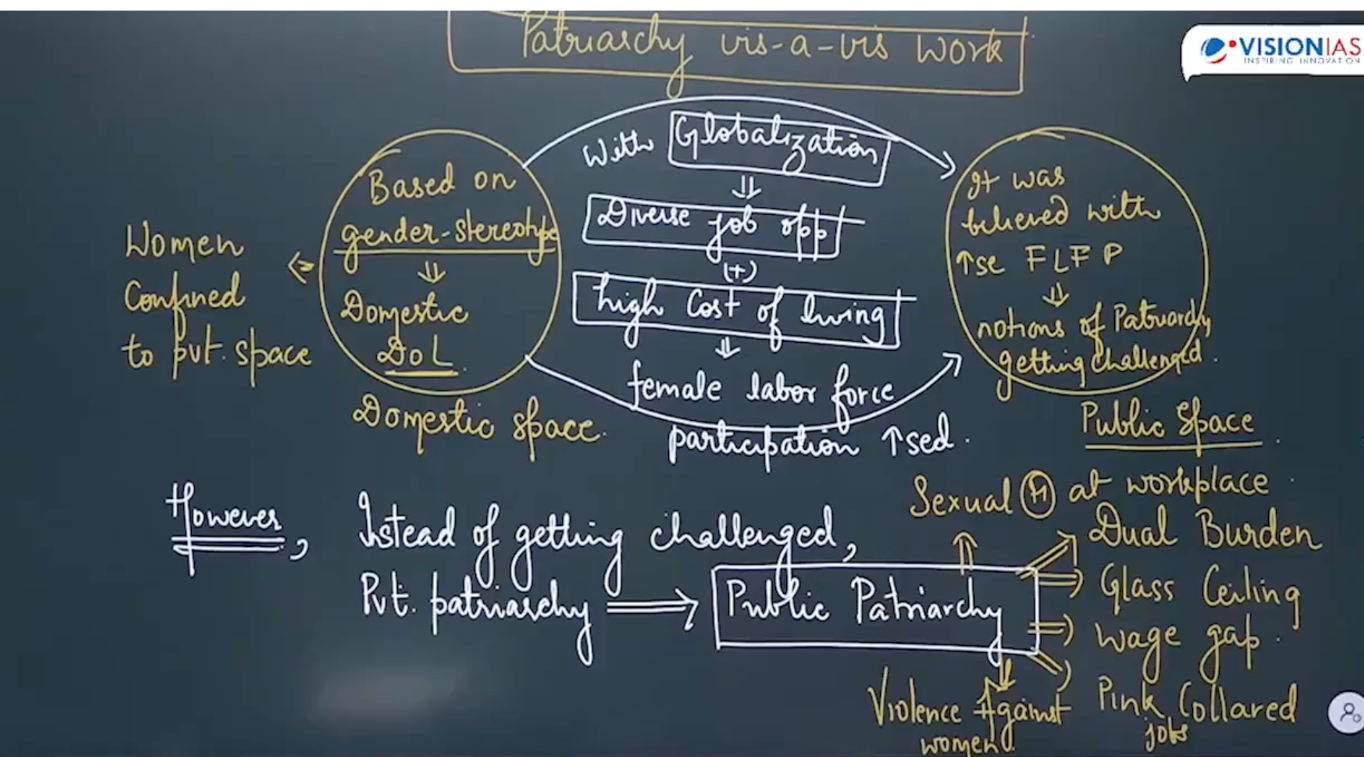 Patriarchy vis-a-vis work
VISIONIAS
INSPIRING INNOVATION
Women
Confined
to pvt. space
Based on
gender-stereotype
⇓
Domestic
DoL
Domestic space.
With Globalization
⇓
Diverse job opp
(+)
high Cost of living
⇓
female labor force
participation ↑sed.
It was
believed with
↑se FLFP
⇓
notions of Patriarchy
getting challenged.
Public Space
However,
Istead of getting challenged,
Pvt. patriarchy ⟹ Public Patriarchy
Sexual H at workplace.
Dual Burden
Glass Ceiling
wage gap.
Pink Collared
jobs
Violence Against
women.